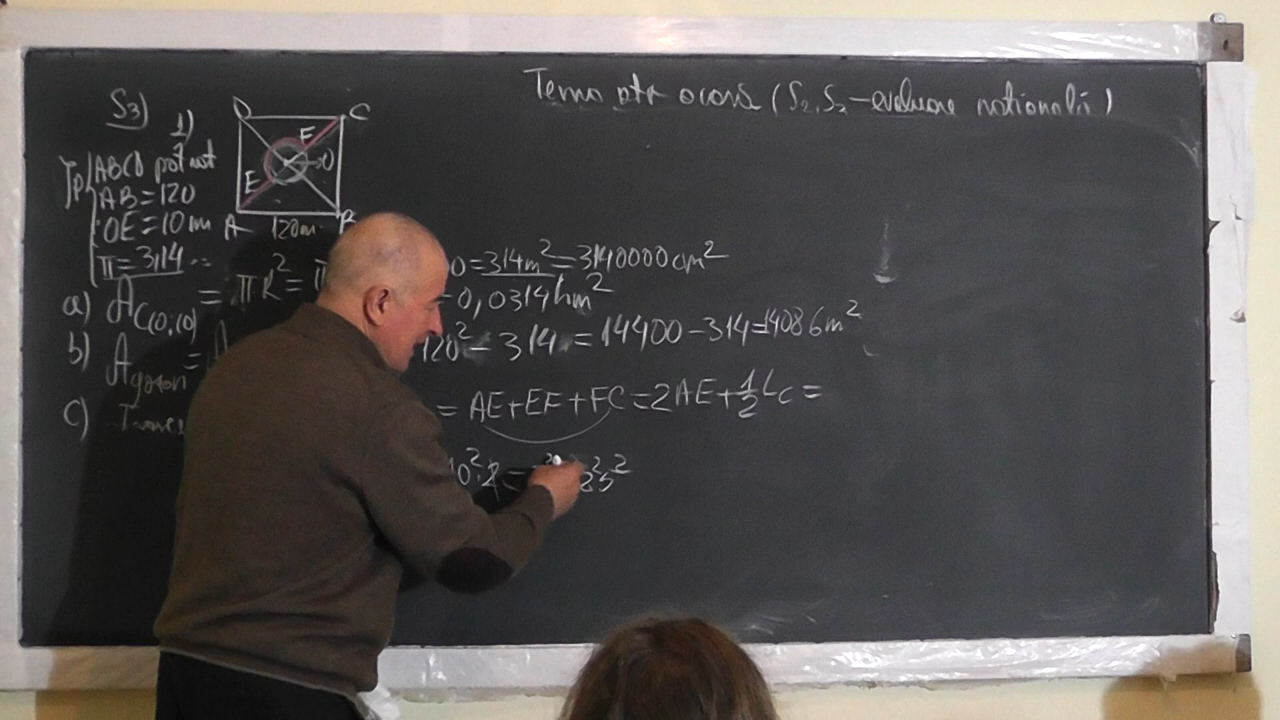 Tema ptr acasă (S2, S3 - evaluare națională)
S3)
1)
D C
F
O
E
A 120m B
Ip ABCD pătrat
AB=120
OE=10m
π=3,14
a) A C(O;10) = πR² = 0=314m²=3140000cm²
=0,0314hm²
b) A = 120²-314=14400-314=14086m²
c) =AE+EF+FC=2AE+1/2 Lc=